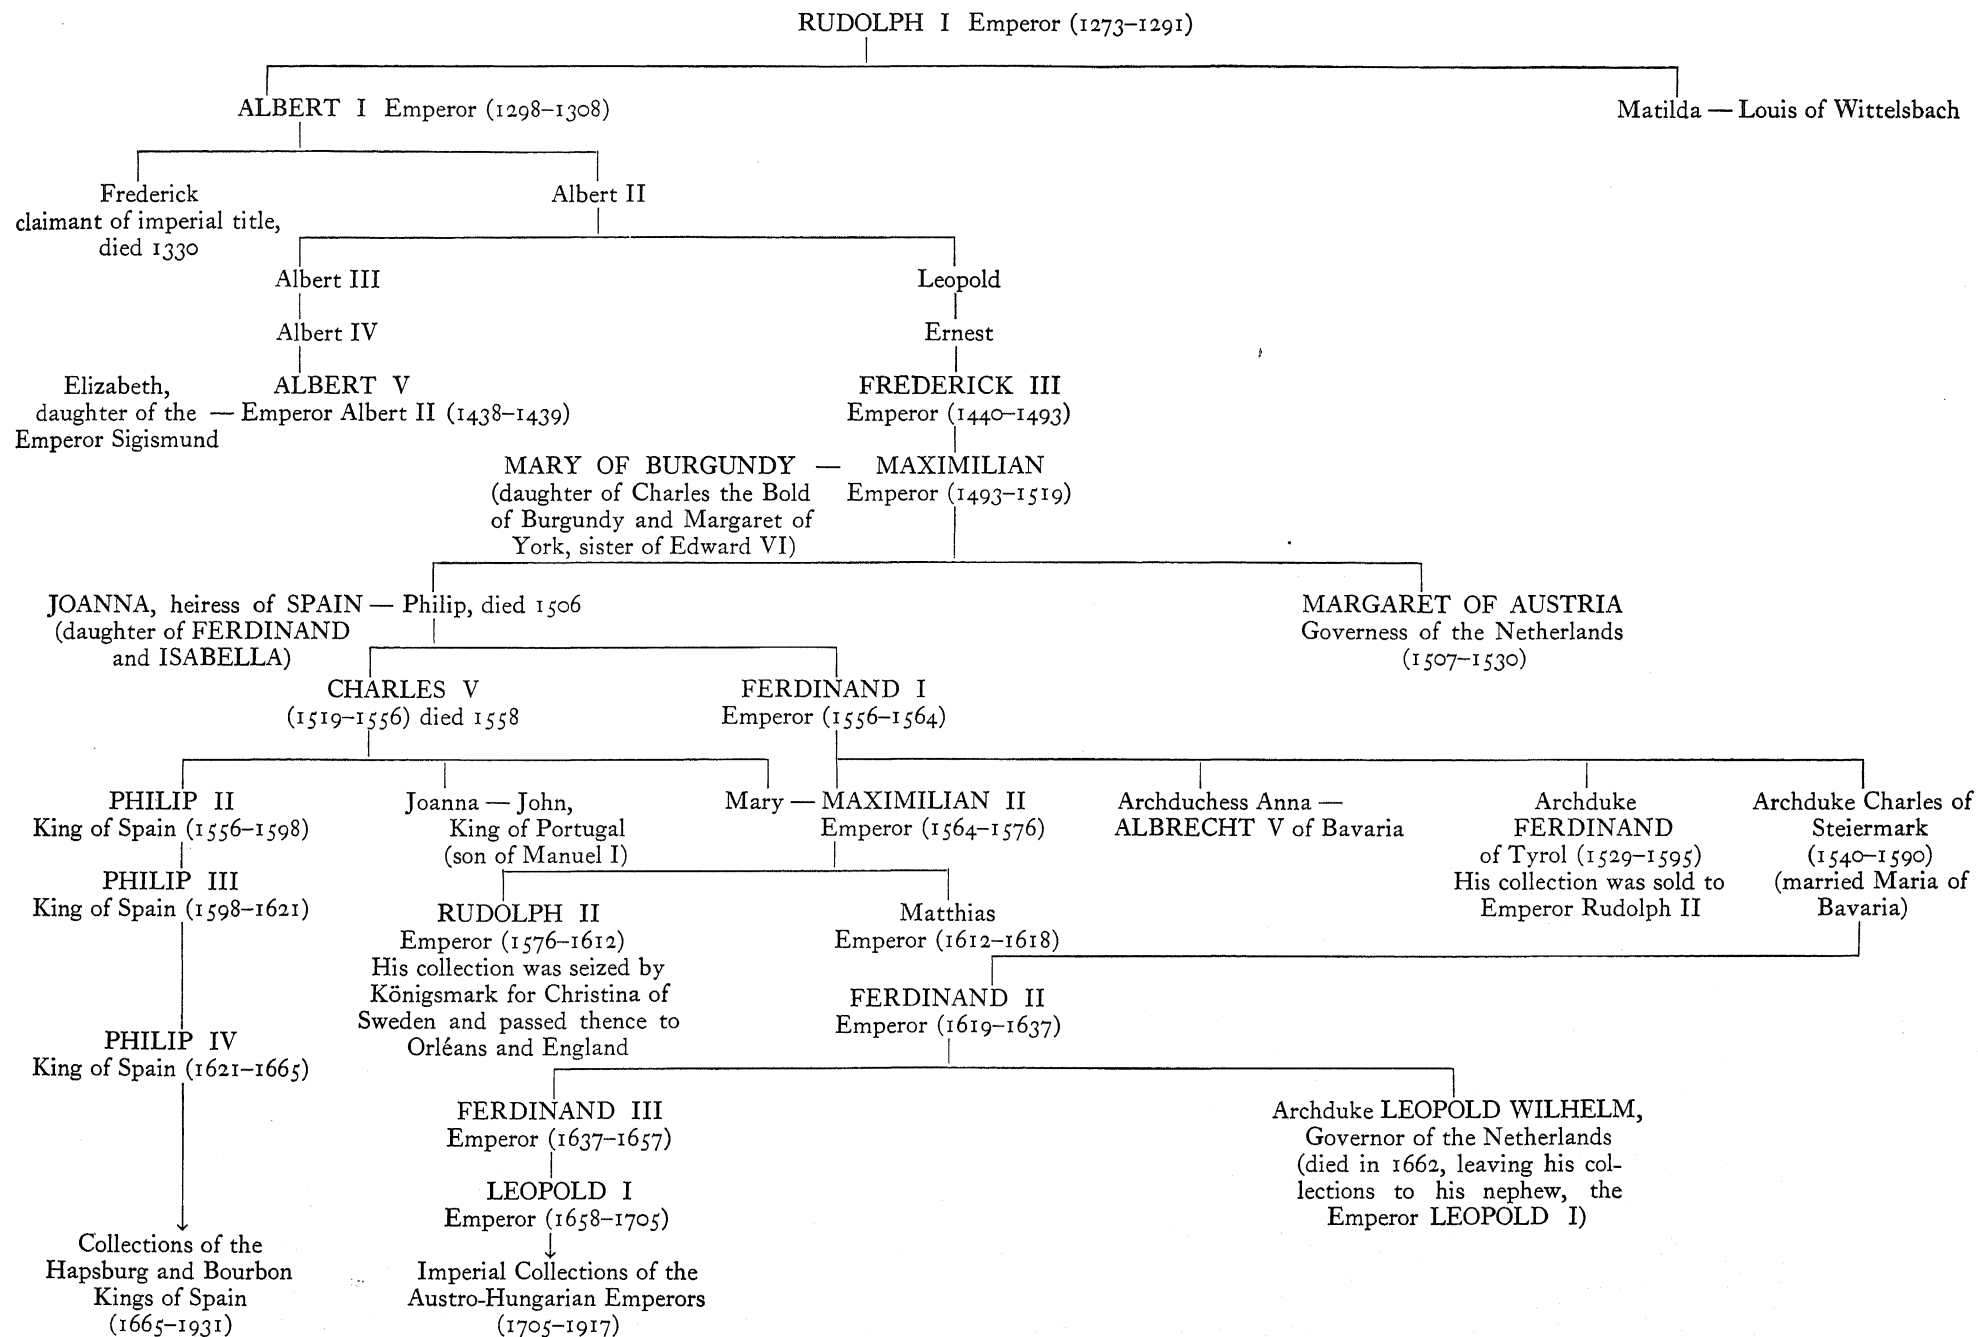 RUDOLPH I Emperor (1273–1291)
ALBERT I Emperor (1298–1308)
Matilda — Louis of Wittelsbach
Frederick
claimant of imperial title,
died 1330
Albert II
Albert III
Leopold
Albert IV
Ernest
Elizabeth,
daughter of the —
Emperor Sigismund
ALBERT V
Emperor Albert II (1438–1439)
FREDERICK III
Emperor (1440–1493)
MARY OF BURGUNDY —
(daughter of Charles the Bold
of Burgundy and Margaret of
York, sister of Edward VI)
MAXIMILIAN
Emperor (1493–1519)
JOANNA, heiress of SPAIN — Philip, died 1506
(daughter of FERDINAND
and ISABELLA)
MARGARET OF AUSTRIA
Governess of the Netherlands
(1507–1530)
CHARLES V
(1519–1556) died 1558
FERDINAND I
Emperor (1556–1564)
PHILIP II
King of Spain (1556–1598)
Joanna — John,
King of Portugal
(son of Manuel I)
Mary — MAXIMILIAN II
Emperor (1564–1576)
Archduchess Anna —
ALBRECHT V of Bavaria
Archduke
FERDINAND
of Tyrol (1529–1595)
His collection was sold to
Emperor Rudolph II
Archduke Charles of
Steiermark
(1540–1590)
(married Maria of
Bavaria)
PHILIP III
King of Spain (1598–1621)
RUDOLPH II
Emperor (1576–1612)
His collection was seized by
Königsmark for Christina of
Sweden and passed thence to
Orléans and England
Matthias
Emperor (1612–1618)
FERDINAND II
Emperor (1619–1637)
PHILIP IV
King of Spain (1621–1665)
FERDINAND III
Emperor (1637–1657)
Archduke LEOPOLD WILHELM,
Governor of the Netherlands
(died in 1662, leaving his col-
lections to his nephew, the
Emperor LEOPOLD I)
LEOPOLD I
Emperor (1658–1705)
Collections of the
Hapsburg and Bourbon
Kings of Spain
(1665–1931)
Imperial Collections of the
Austro-Hungarian Emperors
(1705–1917)